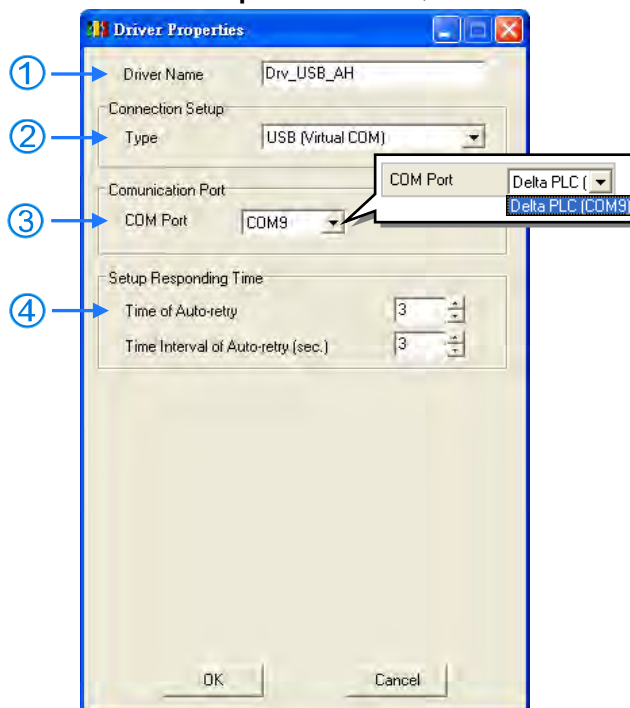 Driver Properties
① Driver Name Drv_USB_AH
Connection Setup
② Type USB (Virtual COM)
Comunication Port
③ COM Port COM9
COM Port Delta PLC (
Delta PLC (COM9)
Setup Responding Time
④ Time of Auto-retry 3
Time Interval of Auto-retry (sec.) 3
OK Cancel